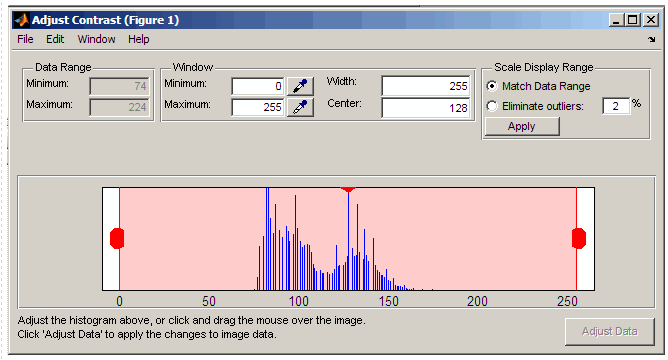 Adjust Contrast (Figure 1)
File Edit Window Help
Data Range
Minimum: 74
Maximum: 224
Window
Minimum: 0
Maximum: 255
Width: 255
Center: 128
Scale Display Range
Match Data Range
Eliminate outliers: 2 %
Apply
0 50 100 150 200 250
Adjust the histogram above, or click and drag the mouse over the image.
Click 'Adjust Data' to apply the changes to image data.
Adjust Data